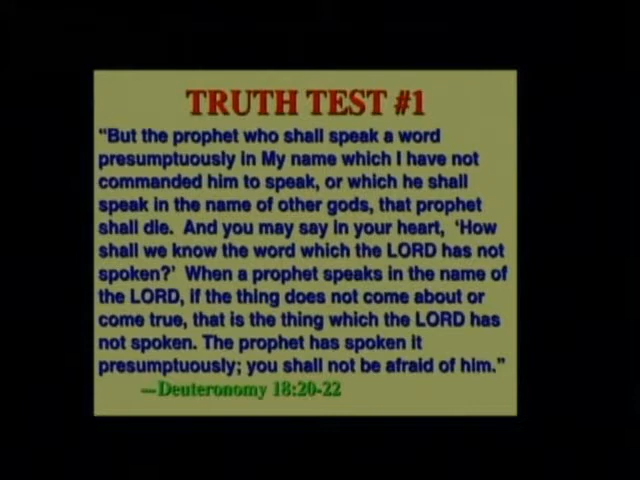 TRUTH TEST #1
“But the prophet who shall speak a word
presumptuously in My name which I have not
commanded him to speak, or which he shall
speak in the name of other gods, that prophet
shall die. And you may say in your heart, ‘How
shall we know the word which the LORD has not
spoken?’ When a prophet speaks in the name of
the LORD, if the thing does not come about or
come true, that is the thing which the LORD has
not spoken. The prophet has spoken it
presumptuously; you shall not be afraid of him.”
—Deuteronomy 18:20-22